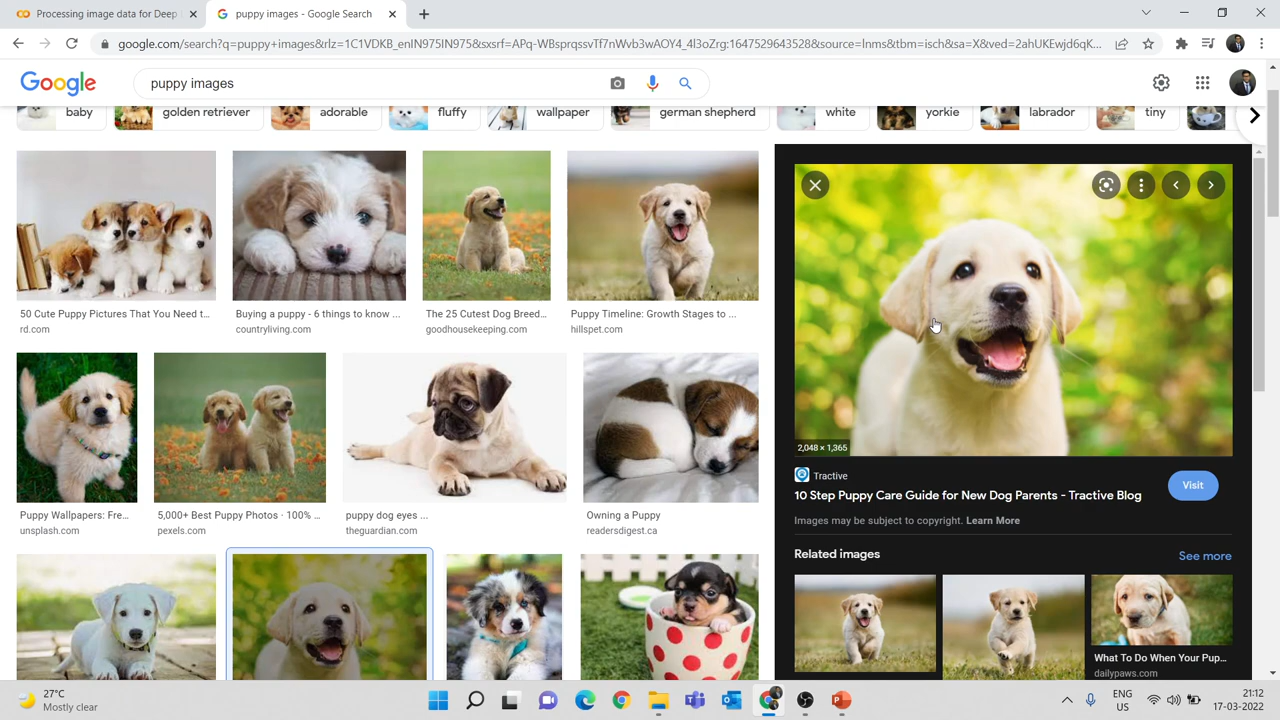 Processing image data for Deep
puppy images - Google Search
google.com/search?q=puppy+images&rlz=1C1VDKB_enIN975IN975&sxsrf=APq-WBsprqssvTf7nWvb3wAOY4_4l3oZrg:1647529643528&source=lnms&tbm=isch&sa=X&ved=2ahUKEwjd6qK...
Google
puppy images
baby
golden retriever
adorable
fluffy
wallpaper
german shepherd
white
yorkie
labrador
tiny
50 Cute Puppy Pictures That You Need t...
rd.com
Buying a puppy - 6 things to know ...
countryliving.com
The 25 Cutest Dog Breed...
goodhousekeeping.com
Puppy Timeline: Growth Stages to ...
hillspet.com
2,048 × 1,365
Tractive
10 Step Puppy Care Guide for New Dog Parents - Tractive Blog
Visit
Images may be subject to copyright. Learn More
Puppy Wallpapers: Fre...
unsplash.com
5,000+ Best Puppy Photos · 100% ...
pexels.com
puppy dog eyes ...
theguardian.com
Owning a Puppy
readersdigest.ca
Related images
See more
What To Do When Your Pup...
dailypaws.com
27°C
Mostly clear
ENG
US
21:12
17-03-2022